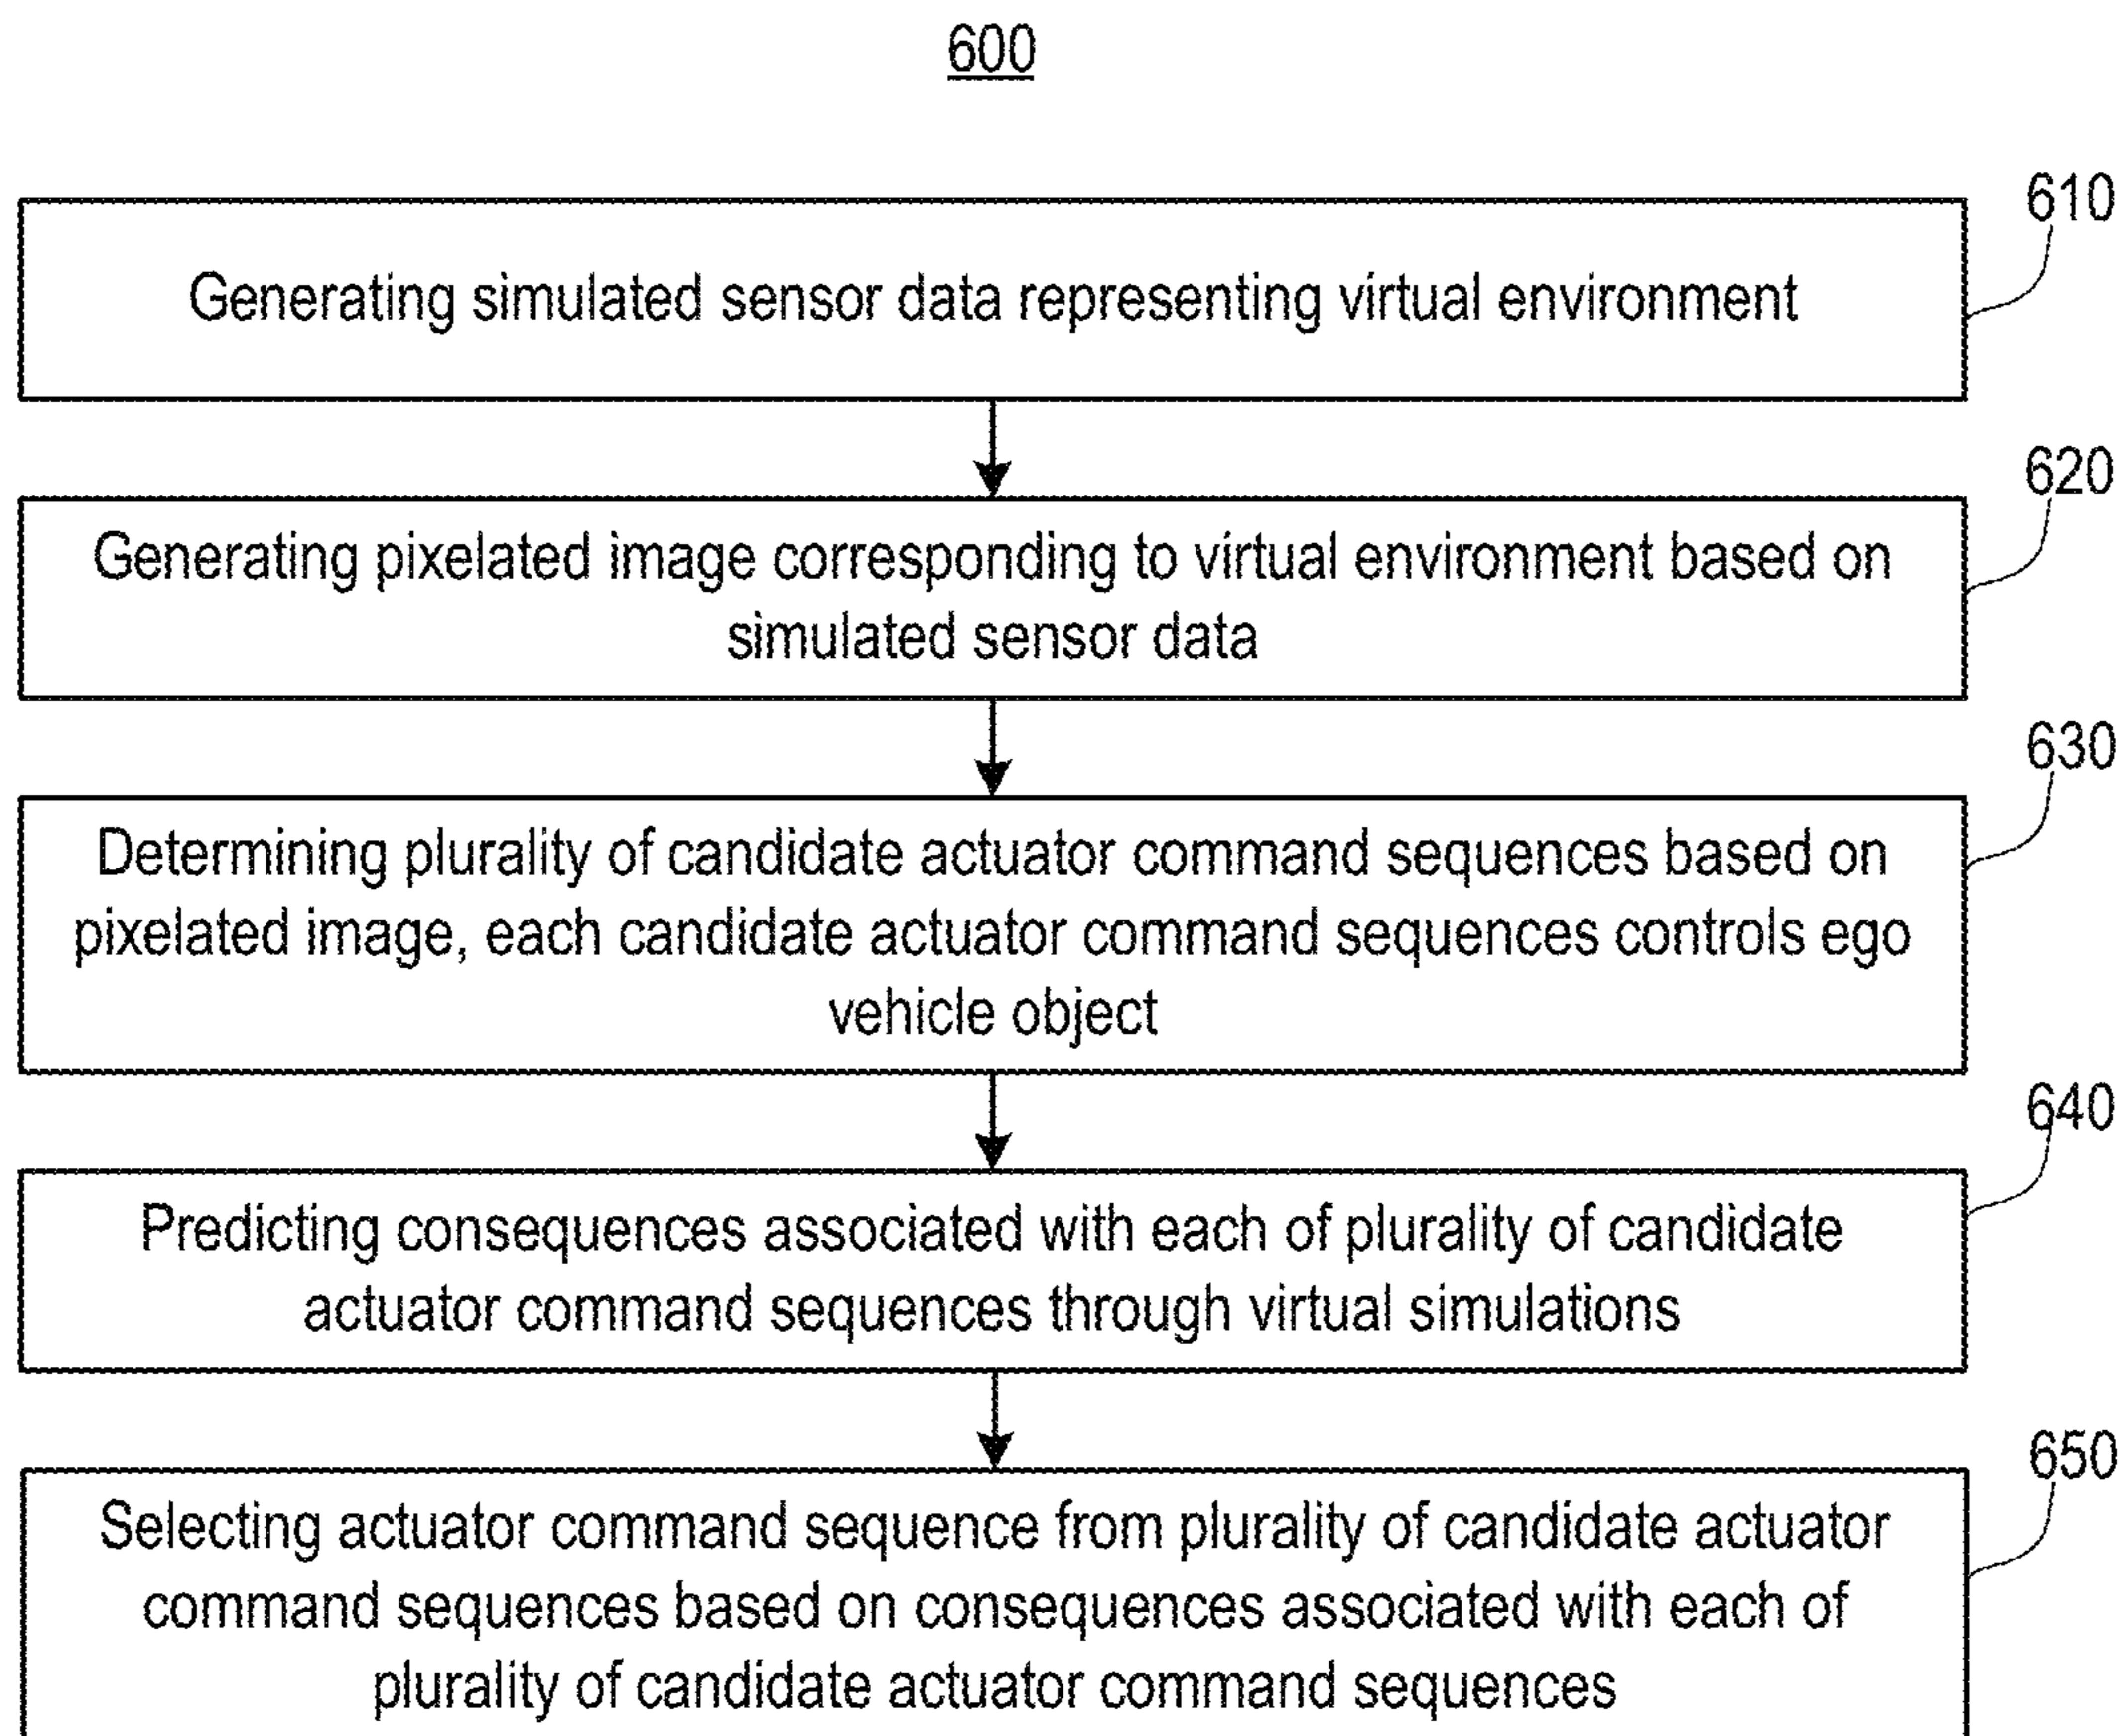 600
610
Generating simulated sensor data representing virtual environment
620
Generating pixelated image corresponding to virtual environment based on
simulated sensor data
630
Determining plurality of candidate actuator command sequences based on
pixelated image, each candidate actuator command sequences controls ego
vehicle object
640
Predicting consequences associated with each of plurality of candidate
actuator command sequences through virtual simulations
650
Selecting actuator command sequence from plurality of candidate actuator
command sequences based on consequences associated with each of
plurality of candidate actuator command sequences